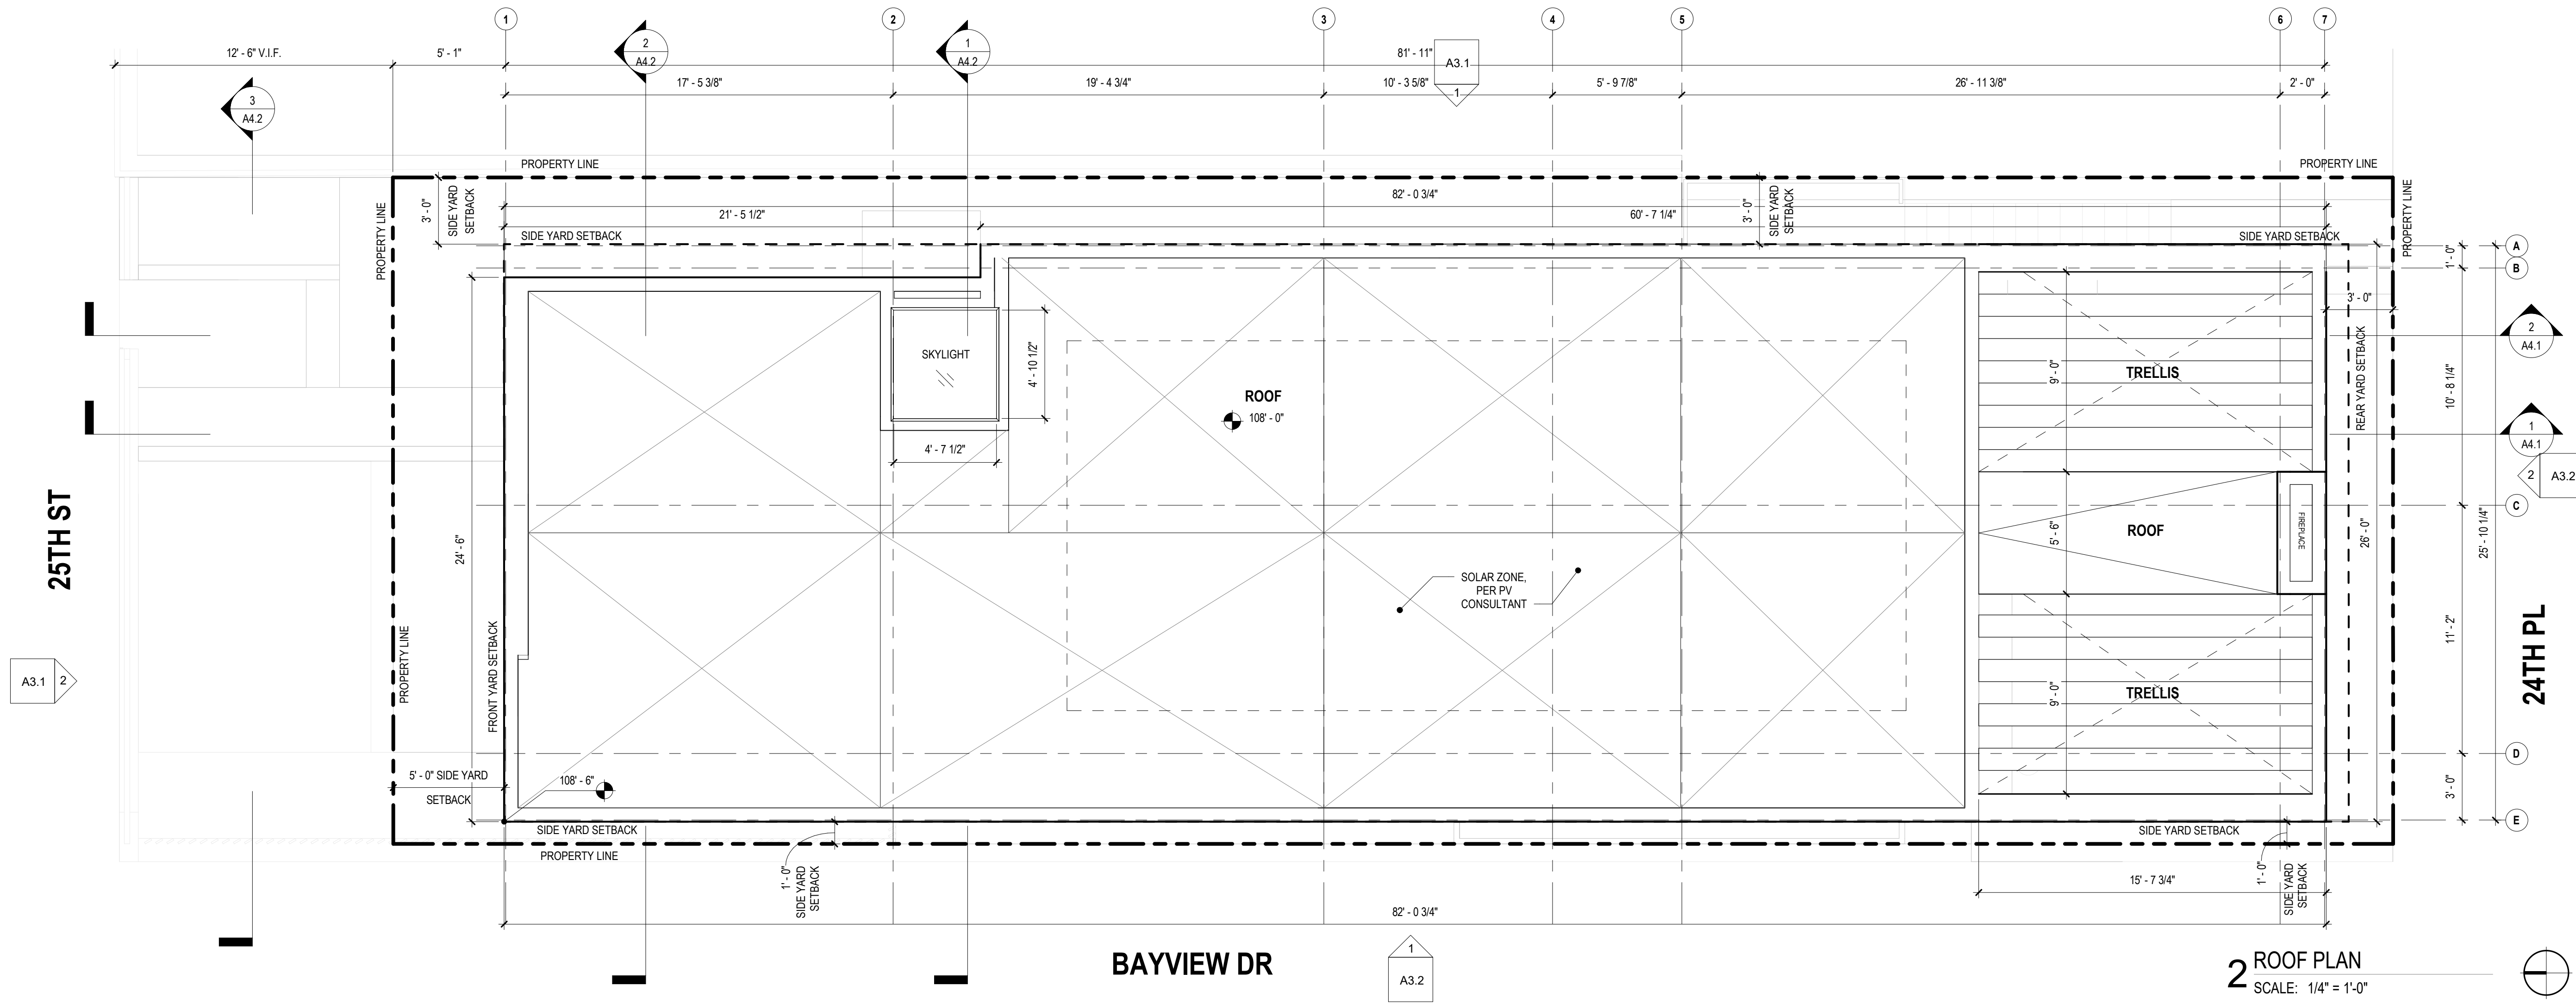 1
2
3
4
5
6
7
2
A4.2
1
A4.2
3
A4.2
12' - 6" V.I.F.
5' - 1"
81' - 11"
A3.1
1
17' - 5 3/8"
19' - 4 3/4"
10' - 3 5/8"
5' - 9 7/8"
26' - 11 3/8"
2' - 0"
PROPERTY LINE
PROPERTY LINE
82' - 0 3/4"
21' - 5 1/2"
60' - 7 1/4"
3' - 0"
SIDE YARD
SETBACK
PROPERTY LINE
SIDE YARD SETBACK
3' - 0"
SIDE YARD
SETBACK
SIDE YARD SETBACK
PROPERTY LINE
A
B
1' - 0"
3' - 0"
2
A4.1
SKYLIGHT
4' - 10 1/2"
4' - 7 1/2"
ROOF
108' - 0"
9' - 0"
TRELLIS
REAR YARD SETBACK
10' - 8 1/4"
1
A4.1
2
A3.2
25TH ST
24' - 6"
5' - 6"
ROOF
FIREPLACE
26' - 0"
C
25' - 10 1/4"
SOLAR ZONE,
PER PV
CONSULTANT
A3.1
2
PROPERTY LINE
FRONT YARD SETBACK
9' - 0"
TRELLIS
11' - 2"
24TH PL
D
5' - 0" SIDE YARD
SETBACK
108' - 6"
3' - 0"
E
SIDE YARD SETBACK
PROPERTY LINE
1' - 0"
SIDE YARD
SETBACK
SIDE YARD SETBACK
1' - 0"
SIDE YARD
SETBACK
15' - 7 3/4"
82' - 0 3/4"
BAYVIEW DR
1
A3.2
2
ROOF PLAN
SCALE: 1/4" = 1'-0"